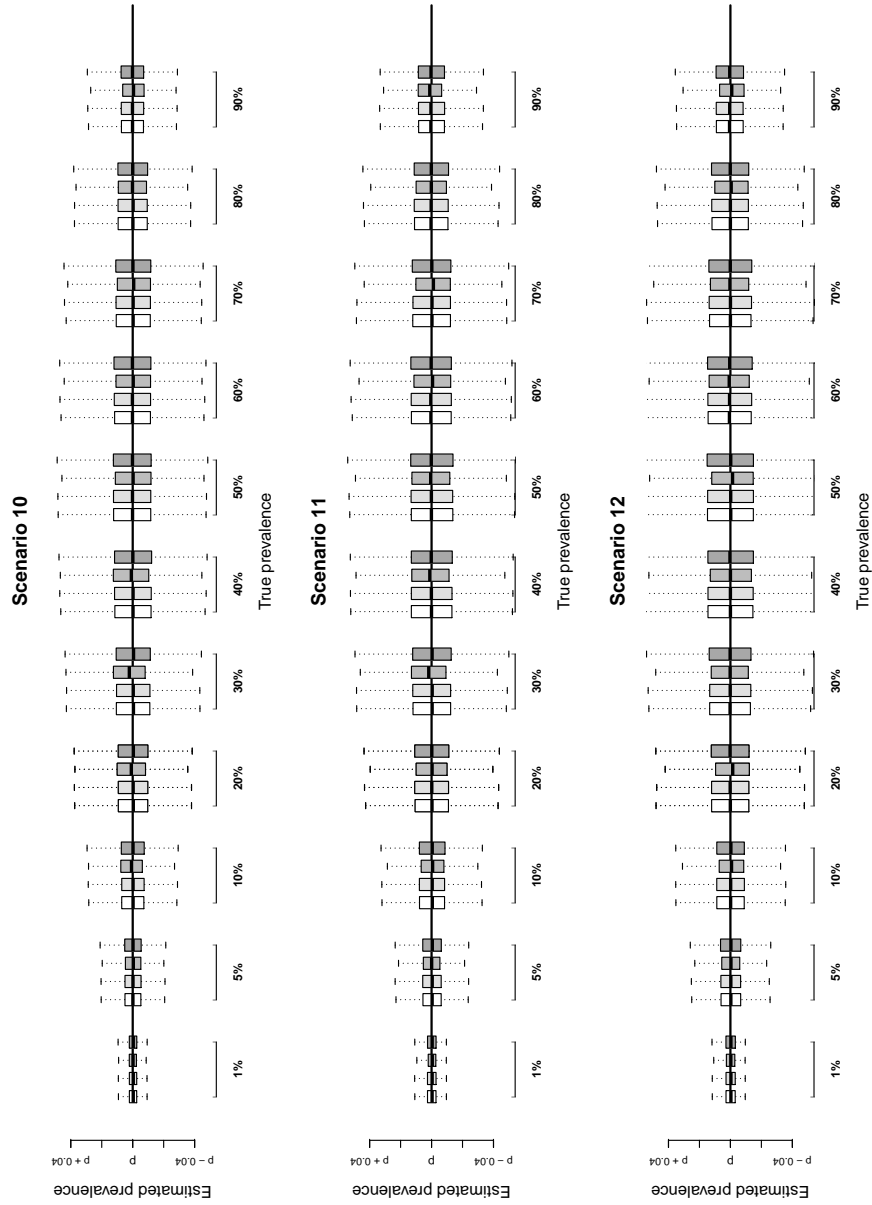 Scenario 10
Estimated prevalence
p + 0.04
p
p − 0.04
1%
5%
10%
20%
30%
40%
50%
60%
70%
80%
90%
True prevalence
Scenario 11
Estimated prevalence
p + 0.04
p
p − 0.04
1%
5%
10%
20%
30%
40%
50%
60%
70%
80%
90%
True prevalence
Scenario 12
Estimated prevalence
p + 0.04
p
p − 0.04
1%
5%
10%
20%
30%
40%
50%
60%
70%
80%
90%
True prevalence